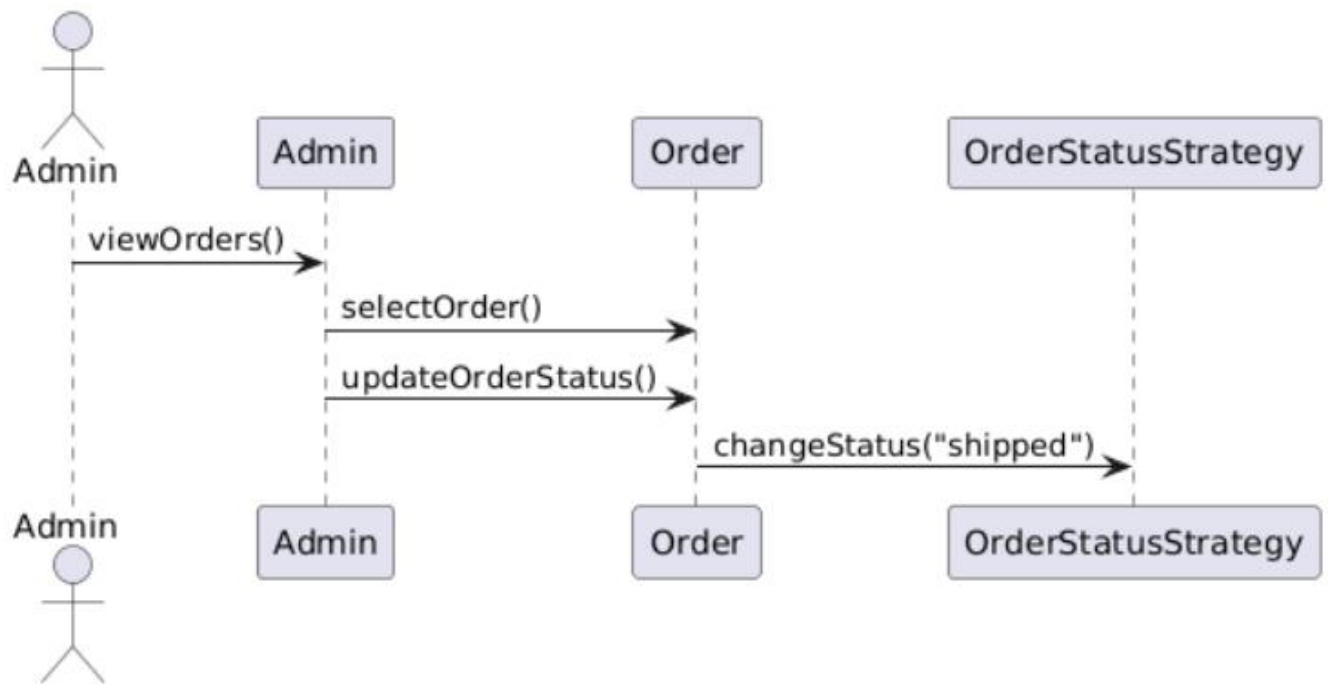 Admin
Admin
Order
OrderStatusStrategy
viewOrders()
selectOrder()
updateOrderStatus()
changeStatus("shipped")
Admin
Admin
Order
OrderStatusStrategy